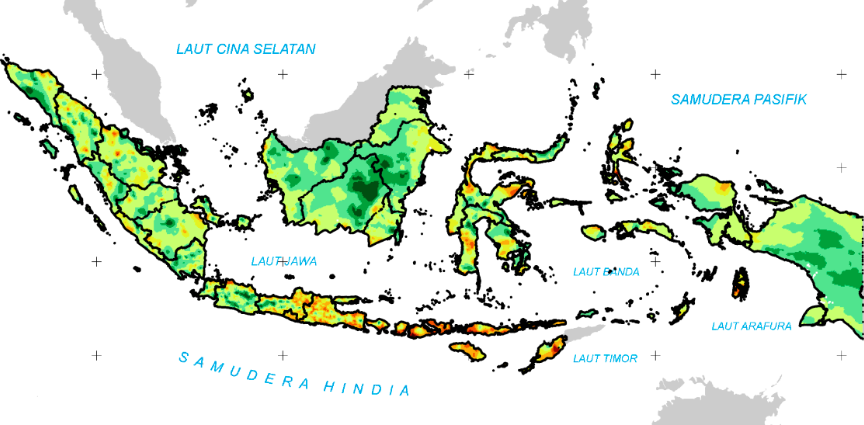 LAUT CINA SELATAN
SAMUDERA PASIFIK
LAUT JAWA
LAUT BANDA
LAUT ARAFURA
LAUT TIMOR
SAMUDERA HINDIA